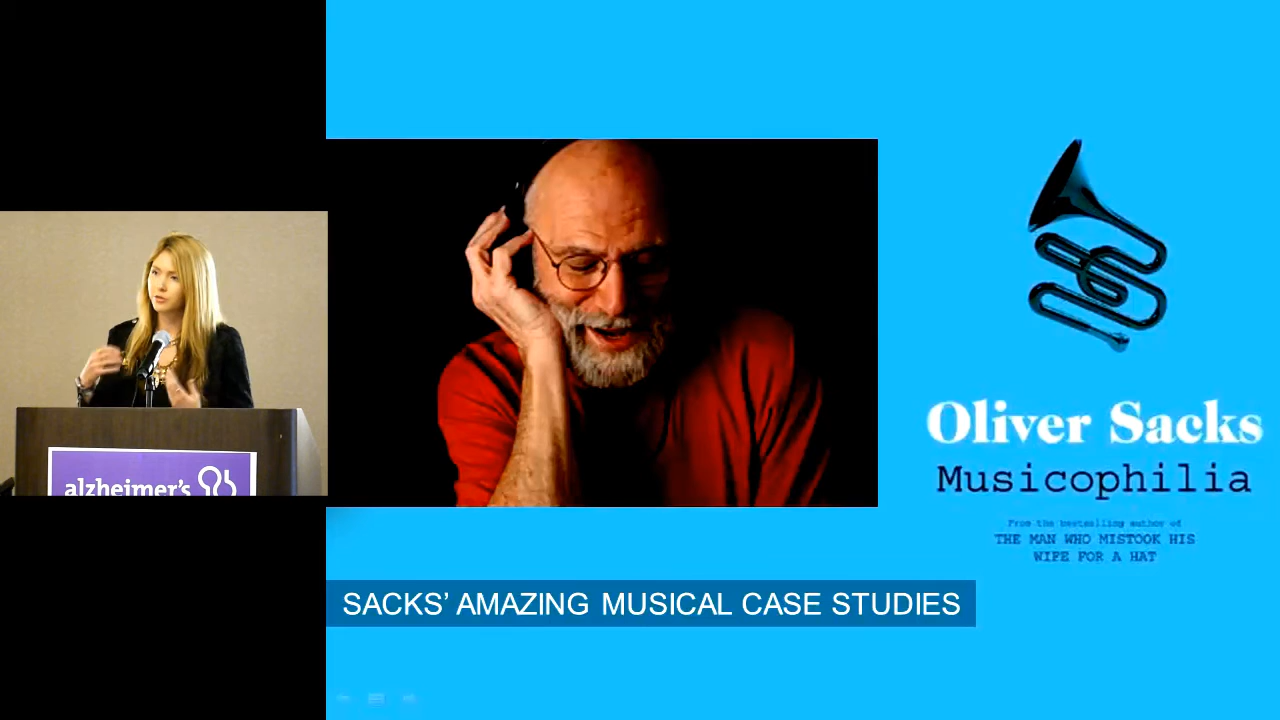 alzheimer's
Oliver Sacks
Musicophilia
From the bestselling author of
THE MAN WHO MISTOOK HIS
WIFE FOR A HAT
SACKS’ AMAZING MUSICAL CASE STUDIES